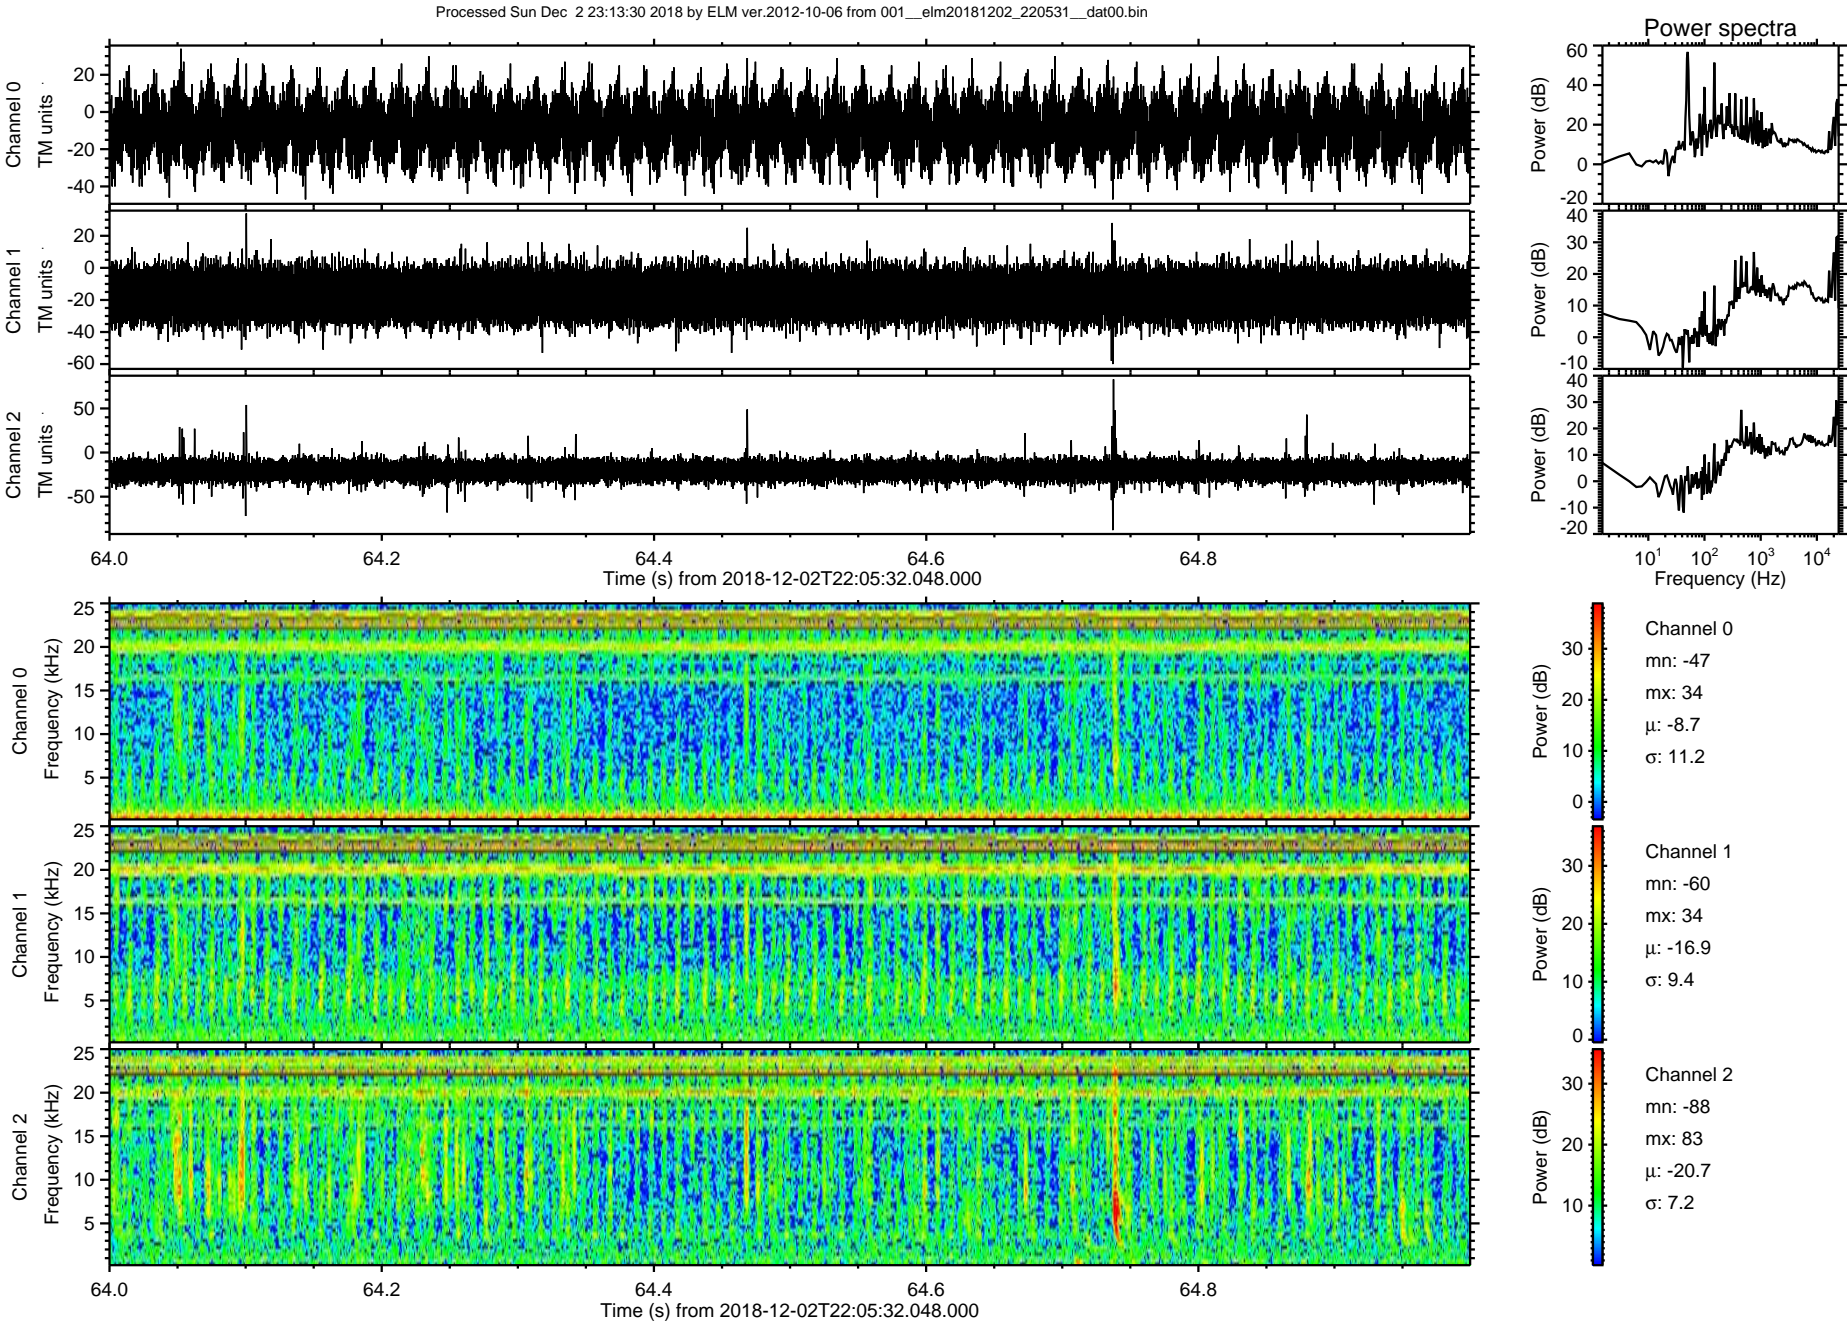 Processed Sun Dec  2 23:13:30 2018 by ELM ver.2012-10-06 from 001__elm20181202_220531__dat00.bin
Power spectra
Channel 0
TM units
20
0
-20
-40
Power (dB)
60
40
20
0
-20
Channel 1
TM units
20
0
-20
-40
-60
Power (dB)
40
30
20
10
0
-10
Channel 2
TM units
50
0
-50
Power (dB)
40
30
20
10
0
-10
-20
64.0 64.2 64.4 64.6 64.8
Time (s) from 2018-12-02T22:05:32.048.000
10^1 10^2 10^3 10^4
Frequency (Hz)
Channel 0
Frequency (kHz)
25
20
15
10
5
Power (dB)
30
20
10
0
Channel 0
mn: -47
mx: 34
μ: -8.7
σ: 11.2
Channel 1
Frequency (kHz)
25
20
15
10
5
Power (dB)
30
20
10
0
Channel 1
mn: -60
mx: 34
μ: -16.9
σ: 9.4
Channel 2
Frequency (kHz)
25
20
15
10
5
Power (dB)
30
20
10
Channel 2
mn: -88
mx: 83
μ: -20.7
σ: 7.2
64.0 64.2 64.4 64.6 64.8
Time (s) from 2018-12-02T22:05:32.048.000